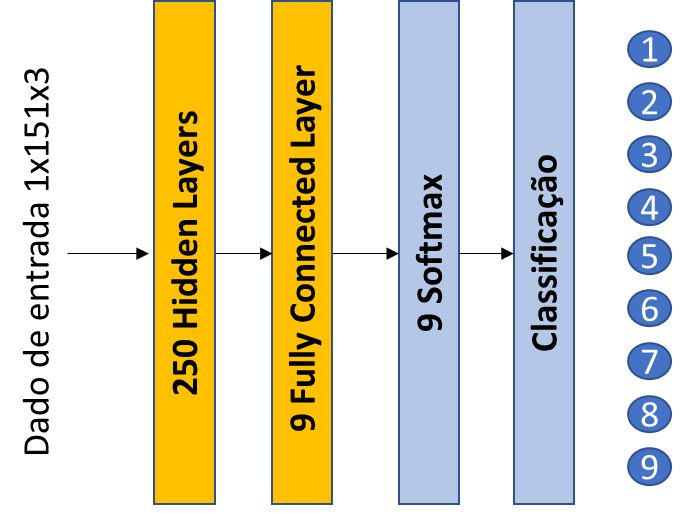 Dado de entrada 1x151x3
250 Hidden Layers
9 Fully Connected Layer
9 Softmax
Classificação
1
2
3
4
5
6
7
8
9